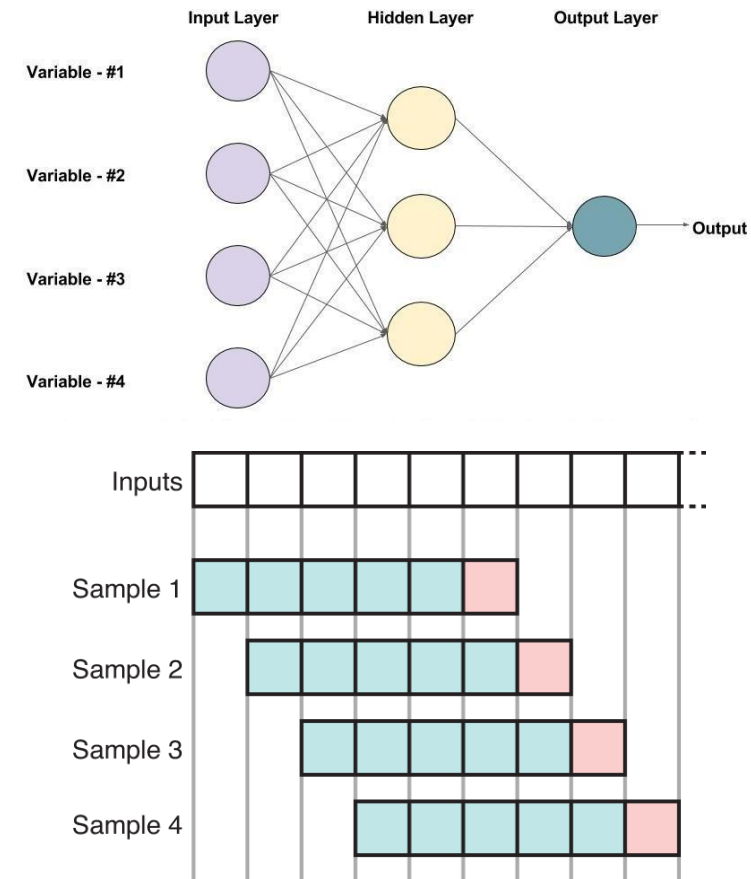 Input Layer Hidden Layer Output Layer
Variable - #1
Variable - #2
Output
Variable - #3
Variable - #4
Inputs
Sample 1
Sample 2
Sample 3
Sample 4